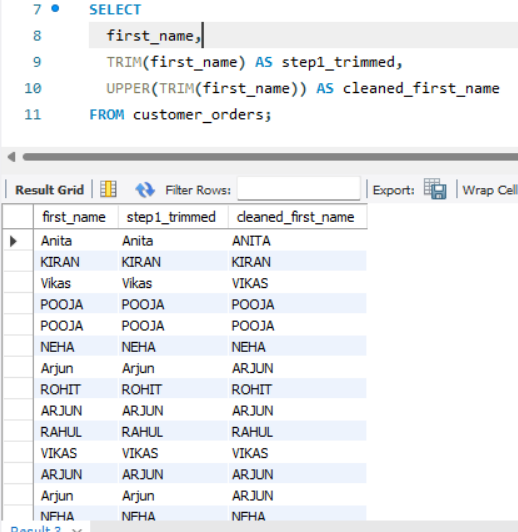 7 SELECT
8 first_name,
9 TRIM(first_name) AS step1_trimmed,
10 UPPER(TRIM(first_name)) AS cleaned_first_name
11 FROM customer_orders;
Result Grid Filter Rows: Export: Wrap Cel
first_name step1_trimmed cleaned_first_name
Anita Anita ANITA
KIRAN KIRAN KIRAN
Vikas Vikas VIKAS
POOJA POOJA POOJA
POOJA POOJA POOJA
NEHA NEHA NEHA
Arjun Arjun ARJUN
ROHIT ROHIT ROHIT
ARJUN ARJUN ARJUN
RAHUL RAHUL RAHUL
VIKAS VIKAS VIKAS
ARJUN ARJUN ARJUN
Arjun Arjun ARJUN
NEHA NEHA NEHA
Result 3